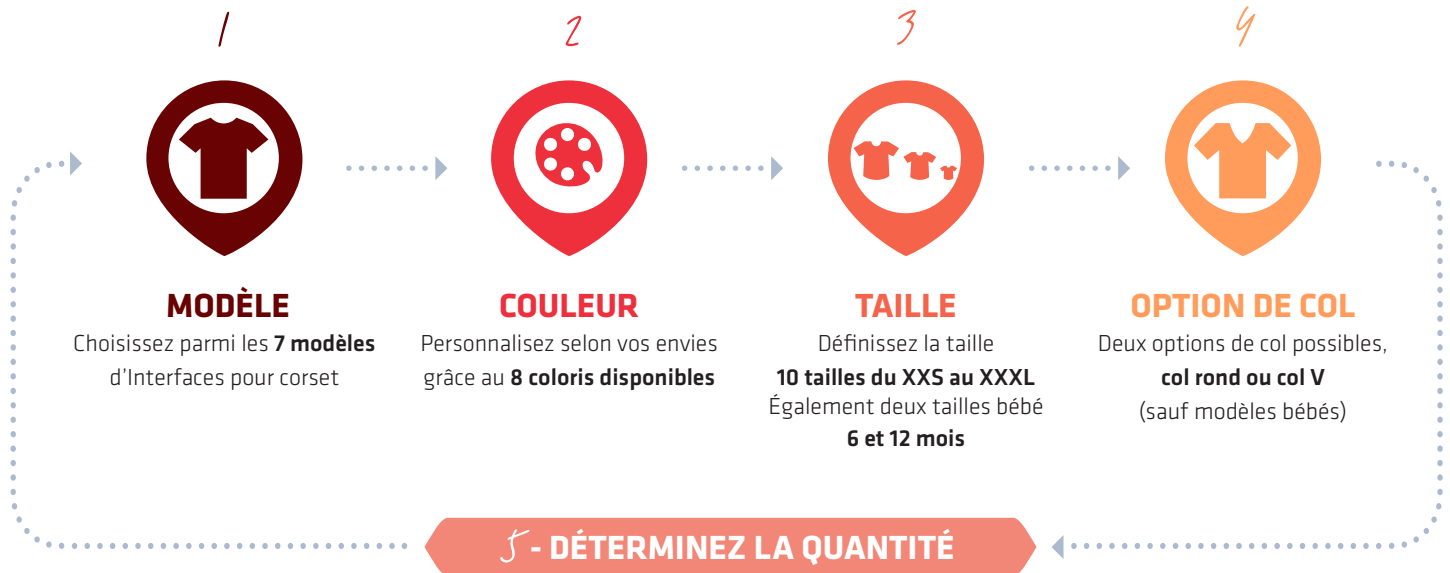 1
MODÈLE
Choisissez parmi les 7 modèles
d'Interfaces pour corset
2
COULEUR
Personnalisez selon vos envies
grâce au 8 coloris disponibles
3
TAILLE
Définissez la taille
10 tailles du XXS au XXXL
Également deux tailles bébé
6 et 12 mois
4
OPTION DE COL
Deux options de col possibles,
col rond ou col V
(sauf modèles bébés)
5 - DÉTERMINEZ LA QUANTITÉ